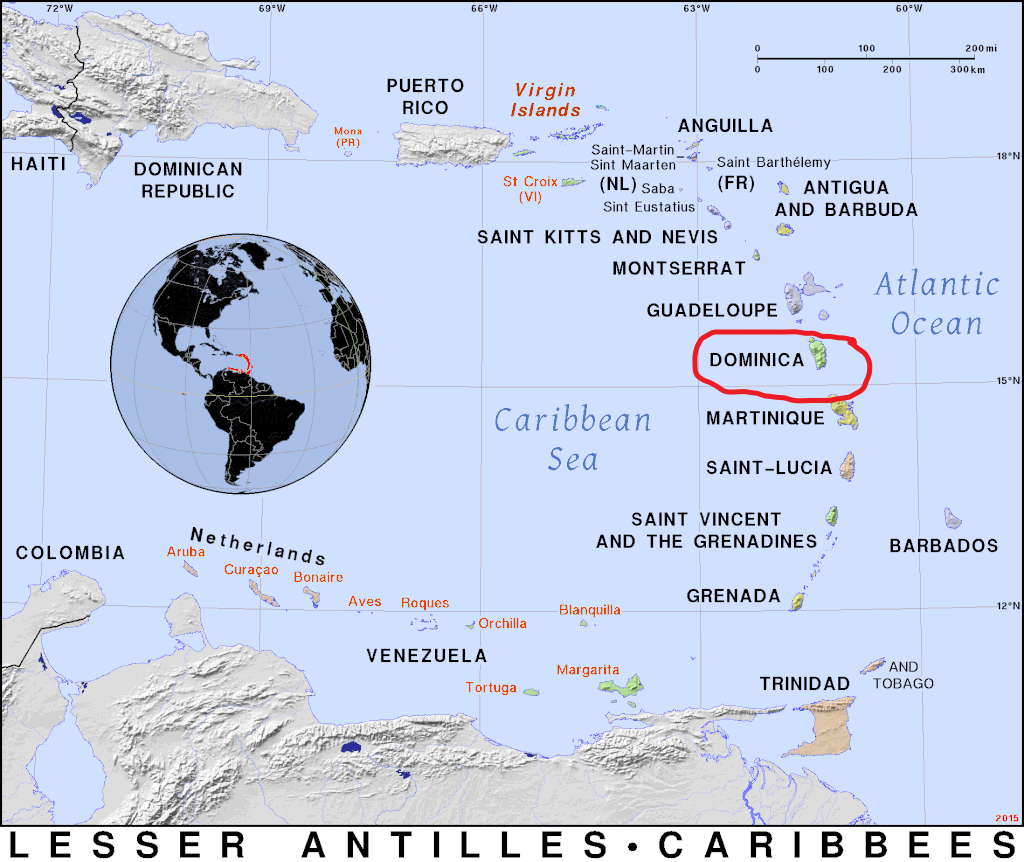 72°W
69°W
66°W
63°W
60°W
0 100 200 mi
0 100 200 300 km
PUERTO
RICO
Virgin
Islands
Mona
(PR)
ANGUILLA
HAITI
DOMINICAN
REPUBLIC
Saint-Martin
Sint Maarten
(NL)
Saba
Sint Eustatius
Saint Barthélemy
(FR)
18°N
St Croix
(VI)
ANTIGUA
AND BARBUDA
SAINT KITTS AND NEVIS
MONTSERRAT
GUADELOUPE
Atlantic
Ocean
DOMINICA
15°N
Caribbean
Sea
MARTINIQUE
SAINT-LUCIA
SAINT VINCENT
AND THE GRENADINES
BARBADOS
COLOMBIA
Netherlands
Aruba
Curaçao
Bonaire
Aves
Roques
Orchilla
Blanquilla
GRENADA
12°N
VENEZUELA
Tortuga
Margarita
TRINIDAD
AND
TOBAGO
2015
LESSER ANTILLES • CARIBBEES